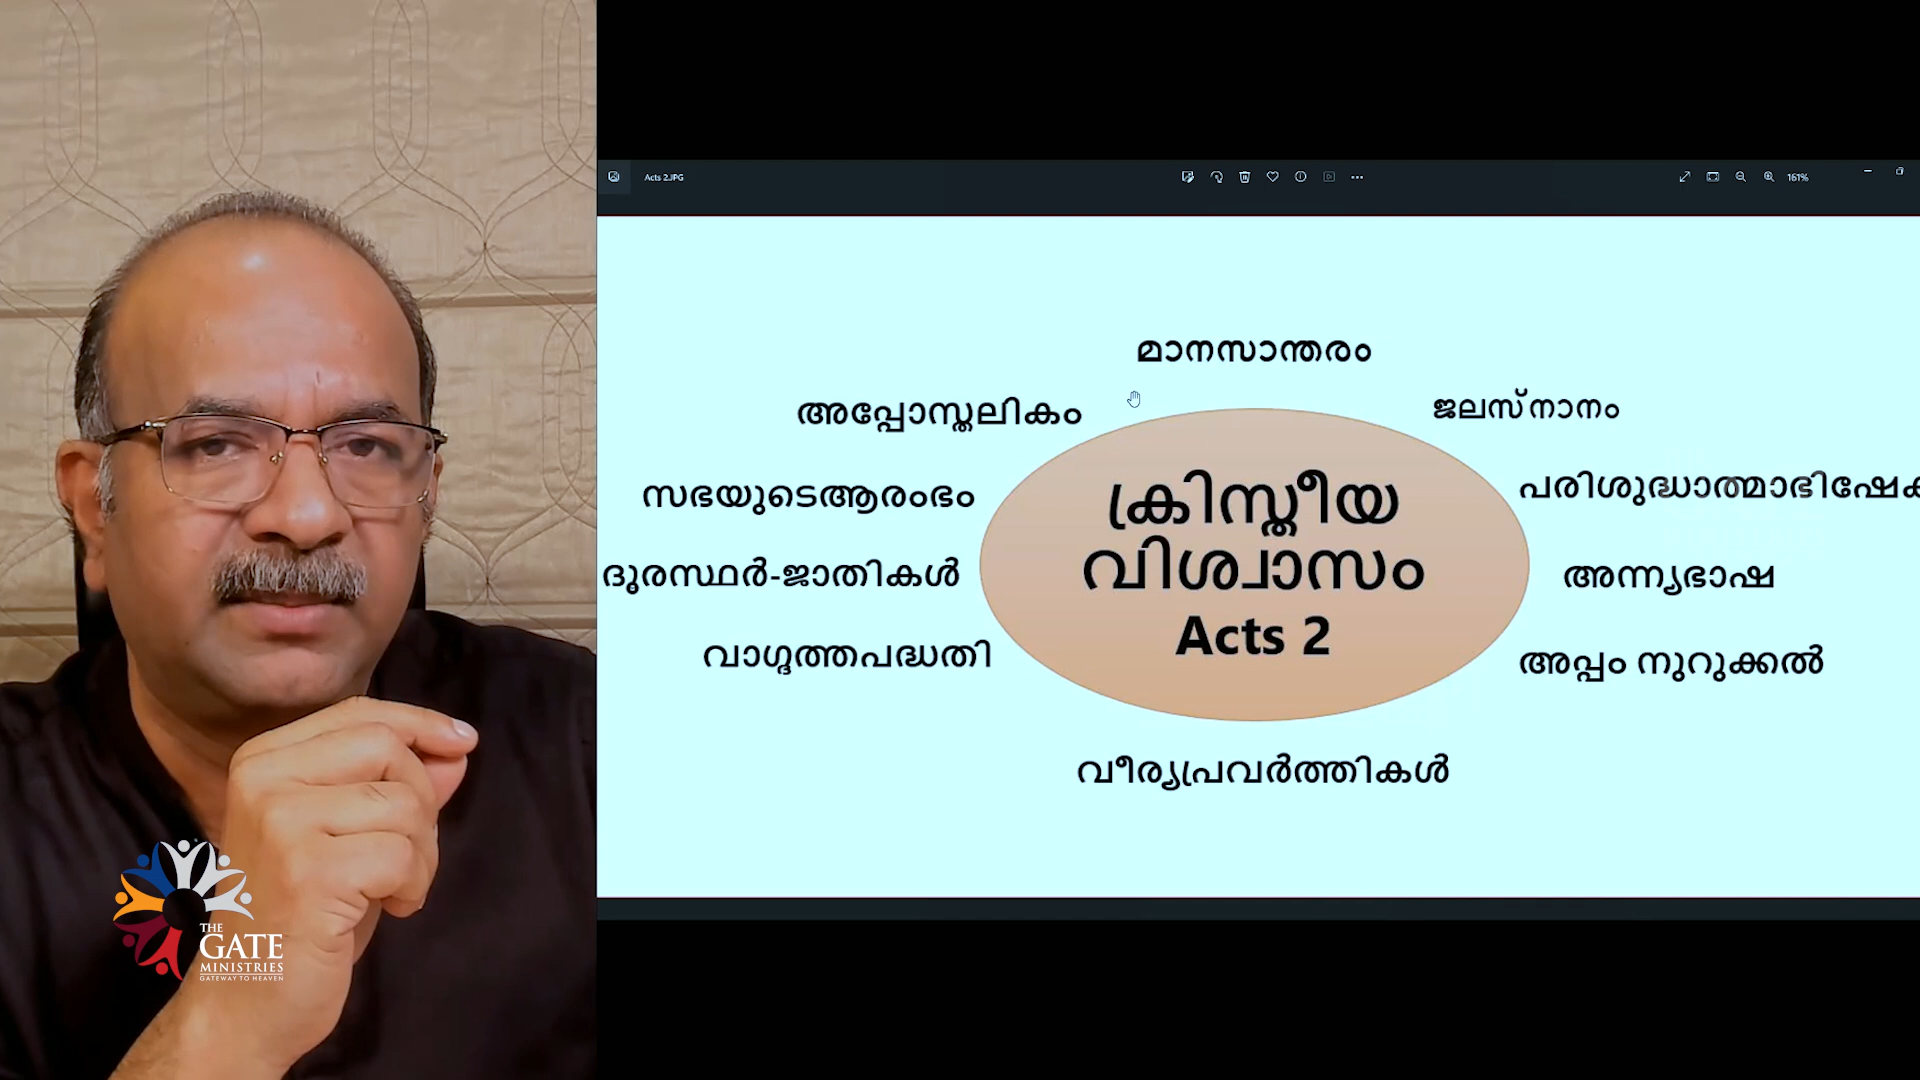 Acts 2.JPG
161%
മാനസാന്തരം
അപ്പോസ്തലികം
ജലസ്നാനം
സഭയുടെആരംഭം
പരിശുദ്ധാത്മാഭിഷേക
ദൂരസ്ഥർ-ജാതികൾ
അന്ന്യഭാഷ
വാഗ്ദത്തപദ്ധതി
അപ്പം നുറുക്കൽ
ക്രിസ്തീയ
വിശ്വാസം
Acts 2
വീര്യപ്രവർത്തികൾ
THE
GATE
MINISTRIES
GATEWAY TO HEAVEN